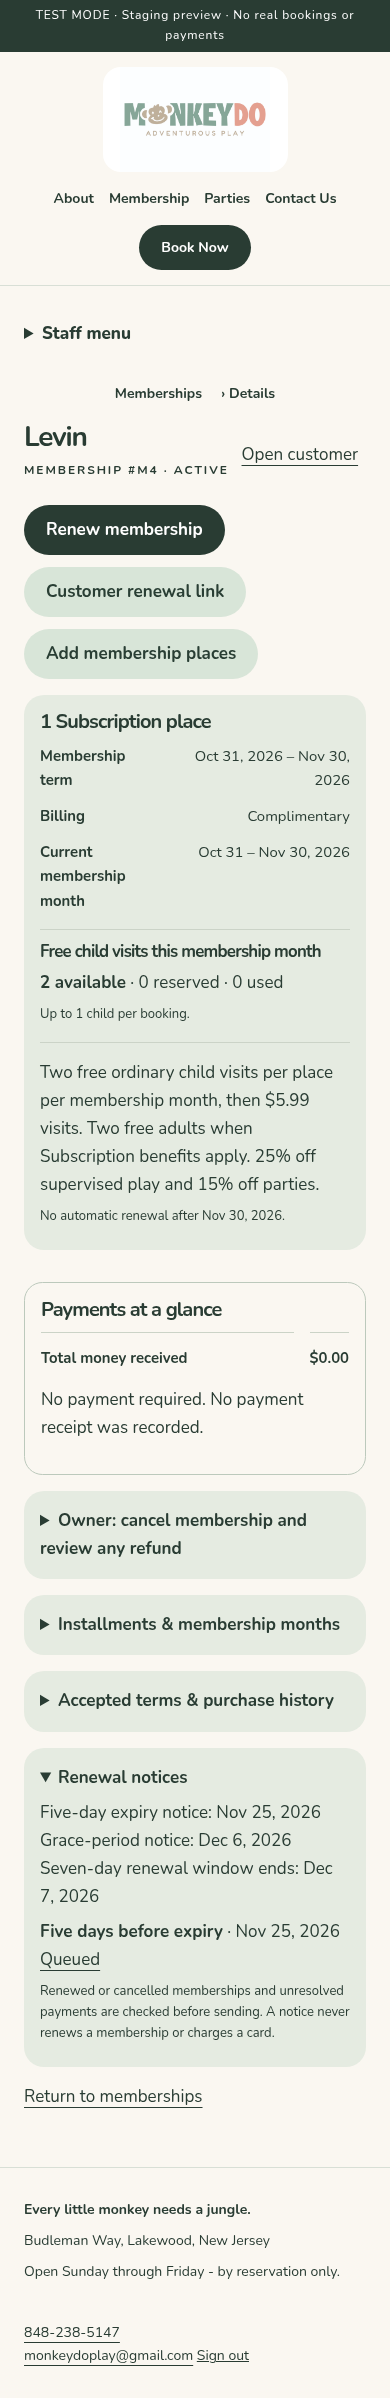 TEST MODE · Staging preview · No real bookings or
payments
MONKEYDO
ADVENTUROUS PLAY
About Membership Parties Contact Us
Book Now
▶ Staff menu
Memberships › Details
Levin
MEMBERSHIP #M4 · ACTIVE
Open customer
Renew membership
Customer renewal link
Add membership places
1 Subscription place
Membership term
Oct 31, 2026 – Nov 30, 2026
Billing
Complimentary
Current membership month
Oct 31 – Nov 30, 2026
Free child visits this membership month
2 available · 0 reserved · 0 used
Up to 1 child per booking.
Two free ordinary child visits per place
per membership month, then $5.99
visits. Two free adults when
Subscription benefits apply. 25% off
supervised play and 15% off parties.
No automatic renewal after Nov 30, 2026.
Payments at a glance
Total money received $0.00
No payment required. No payment
receipt was recorded.
▶ Owner: cancel membership and
review any refund
▶ Installments & membership months
▶ Accepted terms & purchase history
▼ Renewal notices
Five-day expiry notice: Nov 25, 2026
Grace-period notice: Dec 6, 2026
Seven-day renewal window ends: Dec
7, 2026
Five days before expiry · Nov 25, 2026
Queued
Renewed or cancelled memberships and unresolved
payments are checked before sending. A notice never
renews a membership or charges a card.
Return to memberships
Every little monkey needs a jungle.
Budleman Way, Lakewood, New Jersey
Open Sunday through Friday - by reservation only.
848-238-5147
monkeydoplay@gmail.com Sign out